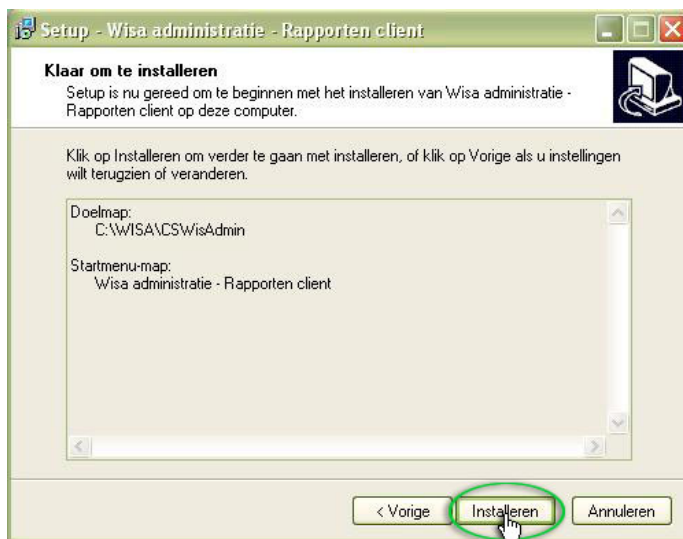 Setup - Wisa administratie - Rapporten client
Klaar om te installeren
Setup is nu gereed om te beginnen met het installeren van Wisa administratie -
Rapporten client op deze computer.
Klik op Installeren om verder te gaan met installeren, of klik op Vorige als u instellingen
wilt terugzien of veranderen.
Doelmap:
C:\WISA\CSWisAdmin
Startmenu-map:
Wisa administratie - Rapporten client
< Vorige Installeren Annuleren